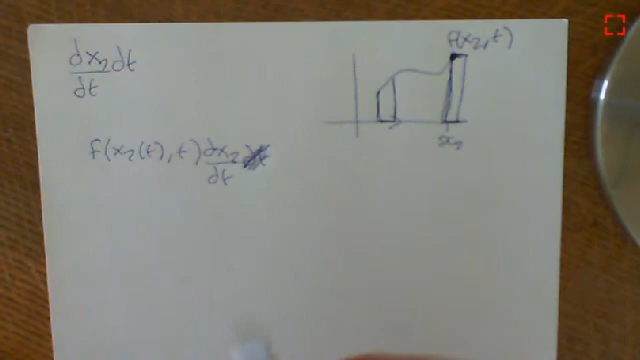 dx₂/dt dt
f(x₂, t)
x₂
f(x₂(t), t) dx₂/dt